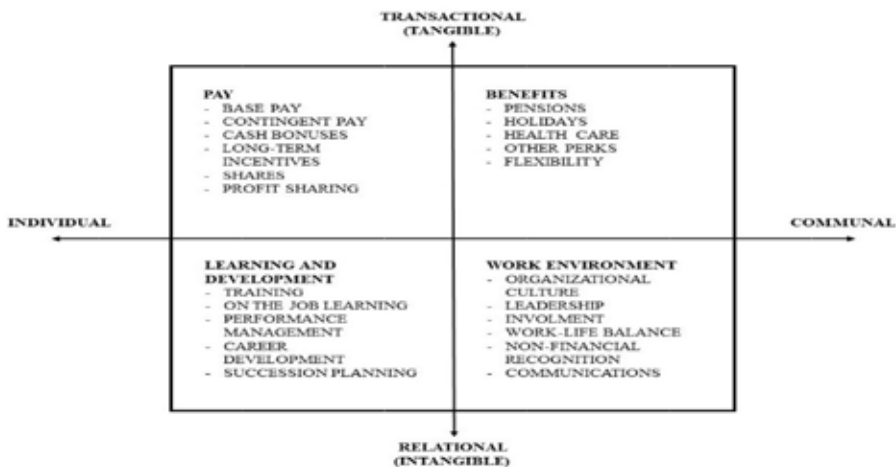 TRANSACTIONAL
(TANGIBLE)
PAY
- BASE PAY
- CONTINGENT PAY
- CASH BONUSES
- LONG-TERM
INCENTIVES
- SHARES
- PROFIT SHARING
BENEFITS
- PENSIONS
- HOLIDAYS
- HEALTH CARE
- OTHER PERKS
- FLEXIBILITY
INDIVIDUAL
COMMUNAL
LEARNING AND
DEVELOPMENT
- TRAINING
- ON THE JOB LEARNING
- PERFORMANCE
MANAGEMENT
- CAREER
DEVELOPMENT
- SUCCESSION PLANNING
WORK ENVIRONMENT
- ORGANIZATIONAL
CULTURE
- LEADERSHIP
- INVOLMENT
- WORK-LIFE BALANCE
- NON-FINANCIAL
RECOGNITION
- COMMUNICATIONS
RELATIONAL
(INTANGIBLE)